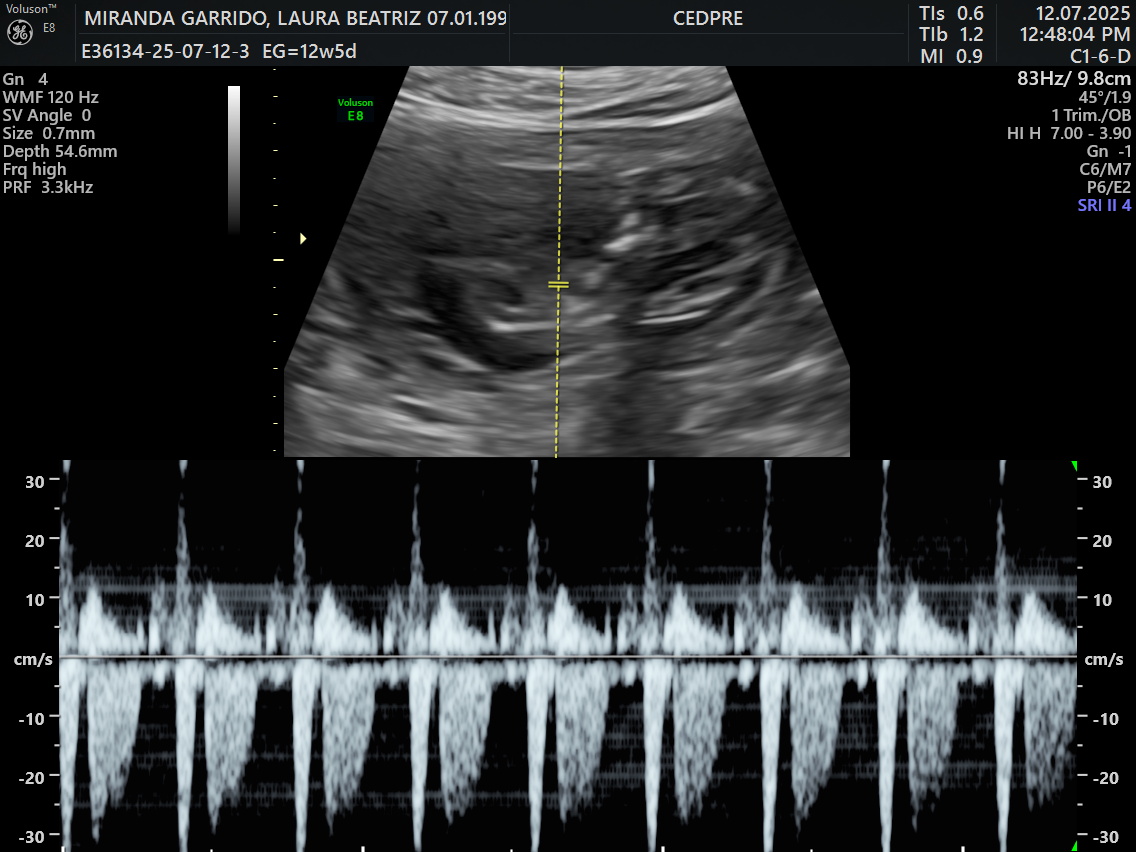 Voluson™
E8
MIRANDA GARRIDO, LAURA BEATRIZ 07.01.199
E36134-25-07-12-3 EG=12w5d
CEDPRE
TIs 0.6
TIb 1.2
MI 0.9
12.07.2025
12:48:04 PM
C1-6-D
Gn 4
WMF 120 Hz
SV Angle 0
Size 0.7mm
Depth 54.6mm
Frq high
PRF 3.3kHz
Voluson
E8
83Hz/ 9.8cm
45°/1.9
1 Trim./OB
HI H 7.00 - 3.90
Gn -1
C6/M7
P6/E2
SRI II 4
30
20
10
cm/s
-10
-20
-30
30
20
10
cm/s
-10
-20
-30